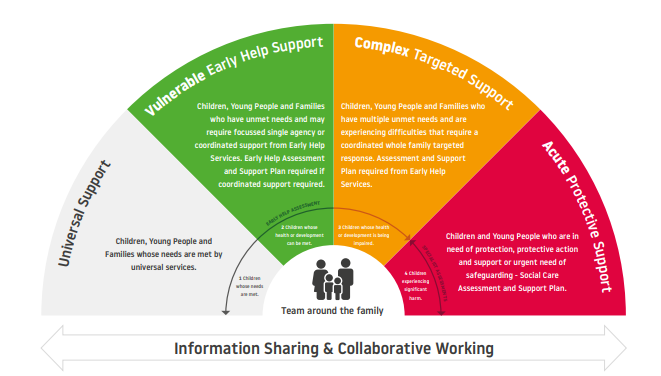 Universal Support
Children, Young People and
Families whose needs are met by
universal services.
Vulnerable Early Help Support
Children, Young People and Families
who have unmet needs and may
require focussed single agency or
coordinated support from Early Help
Services. Early Help Assessment
and Support Plan required if
coordinated support required.
Complex Targeted Support
Children, Young People and Families who
have multiple unmet needs and are
experiencing difficulties that require a
coordinated whole family targeted
response. Assessment and Support
Plan required from Early Help
Services.
Acute Protective Support
Children and Young People who are in
need of protection, protective action
and support or urgent need of
safeguarding - Social Care
Assessment and Support Plan.
EARLY HELP ASSESSMENT
1 Children
whose needs
are met.
2 Children whose
health or development
can be met.
3 Children whose health
or development is being
impaired.
4 Children
experiencing
significant
harm.
Team around the family
Information Sharing & Collaborative Working